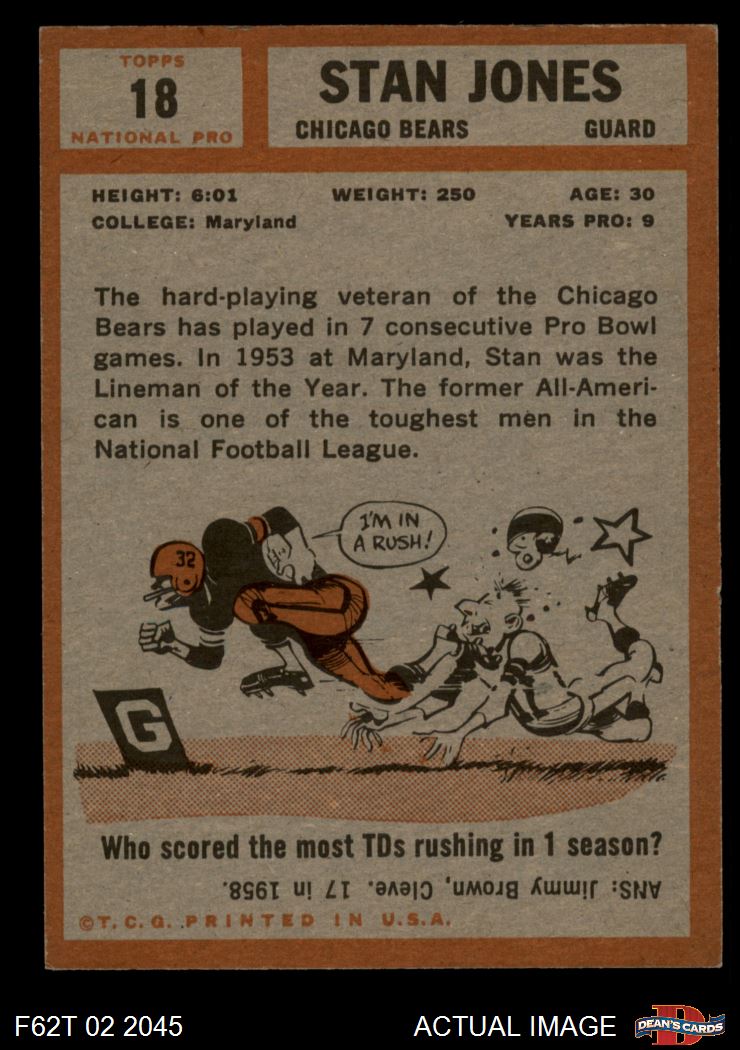 TOPPS
18
NATIONAL PRO
STAN JONES
CHICAGO BEARS GUARD
HEIGHT: 6:01 WEIGHT: 250 AGE: 30
COLLEGE: Maryland YEARS PRO: 9
The hard-playing veteran of the Chicago
Bears has played in 7 consecutive Pro Bowl
games. In 1953 at Maryland, Stan was the
Lineman of the Year. The former All-Ameri-
can is one of the toughest men in the
National Football League.
I'M IN
A RUSH!
32
G
Who scored the most TDs rushing in 1 season?
ANS: Jimmy Brown, Cleve. 17 in 1958.
©T.C.G. PRINTED IN U.S.A.
F62T 02 2045 ACTUAL IMAGE
DEAN'S CARDS